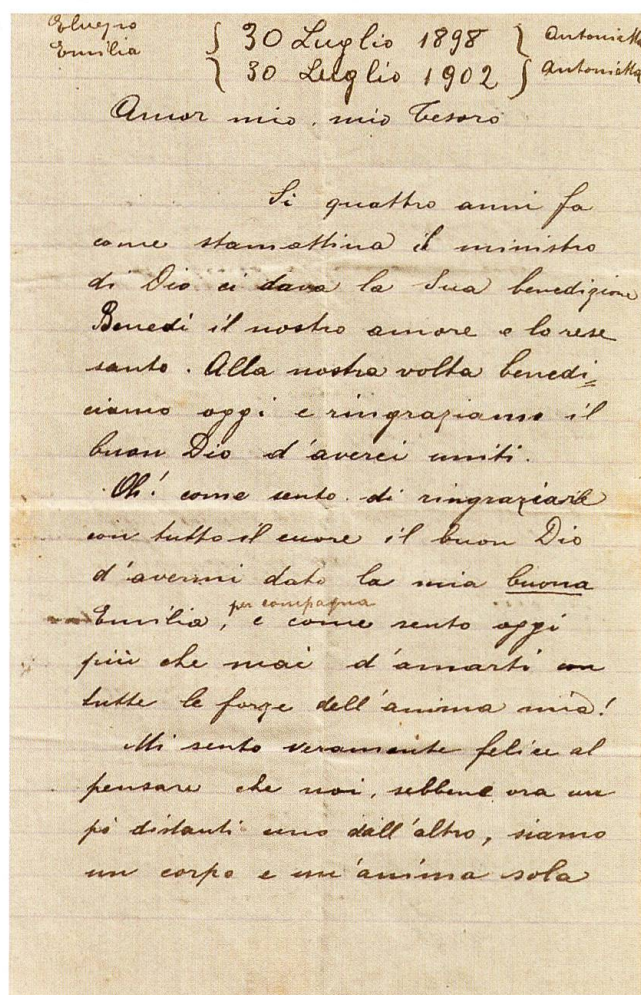 30 Luglio 1898 Antonietta
Emilia 30 Luglio 1902 Antonietta
Amor mio, mio Tesoro
Si quattro anni fa
come stamattina il ministro
di Dio ci dava la Sua benedizione
Benedì il nostro amore e lo rese
santo. Alla nostra volta benedi=
ciamo oggi e ringraziamo il
buon Dio d'averci uniti.
Oh! come sento di ringraziare
con tutto il cuore il buon Dio
d'avermi dato la mia buona
per compagna
Emilia, e come sento oggi
più che mai d'amarti con
tutte le forze dell'anima mia!
Mi sento veramente felice al
pensare che noi, sebbene ora un
pò distanti uno dall'altro, siamo
un corpo e un'anima sola